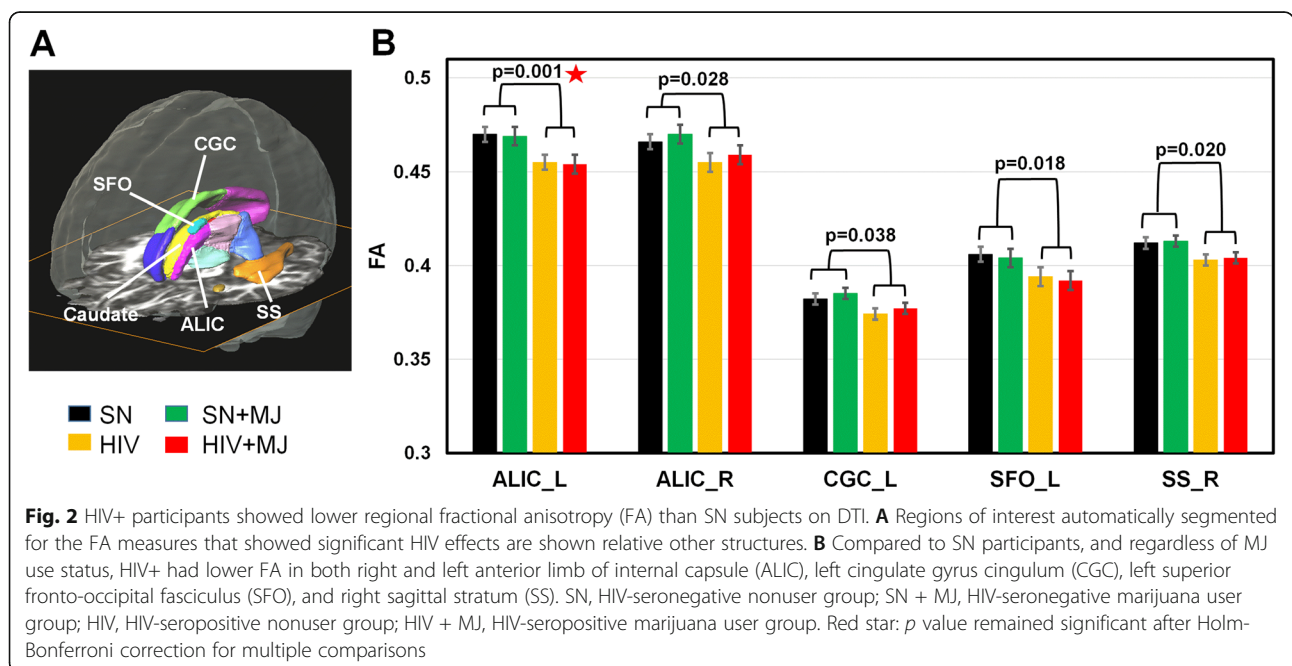 A
CGC
SFO
Caudate
ALIC
SS
SN
SN+MJ
HIV
HIV+MJ
B
FA
0.5
0.45
0.4
0.35
0.3
p=0.001
p=0.028
p=0.038
p=0.018
p=0.020
ALIC_L
ALIC_R
CGC_L
SFO_L
SS_R
Fig. 2 HIV+ participants showed lower regional fractional anisotropy (FA) than SN subjects on DTI. A Regions of interest automatically segmented
for the FA measures that showed significant HIV effects are shown relative other structures. B Compared to SN participants, and regardless of MJ
use status, HIV+ had lower FA in both right and left anterior limb of internal capsule (ALIC), left cingulate gyrus cingulum (CGC), left superior
fronto-occipital fasciculus (SFO), and right sagittal stratum (SS). SN, HIV-seronegative nonuser group; SN + MJ, HIV-seronegative marijuana user
group; HIV, HIV-seropositive nonuser group; HIV + MJ, HIV-seropositive marijuana user group. Red star: p value remained significant after Holm-
Bonferroni correction for multiple comparisons